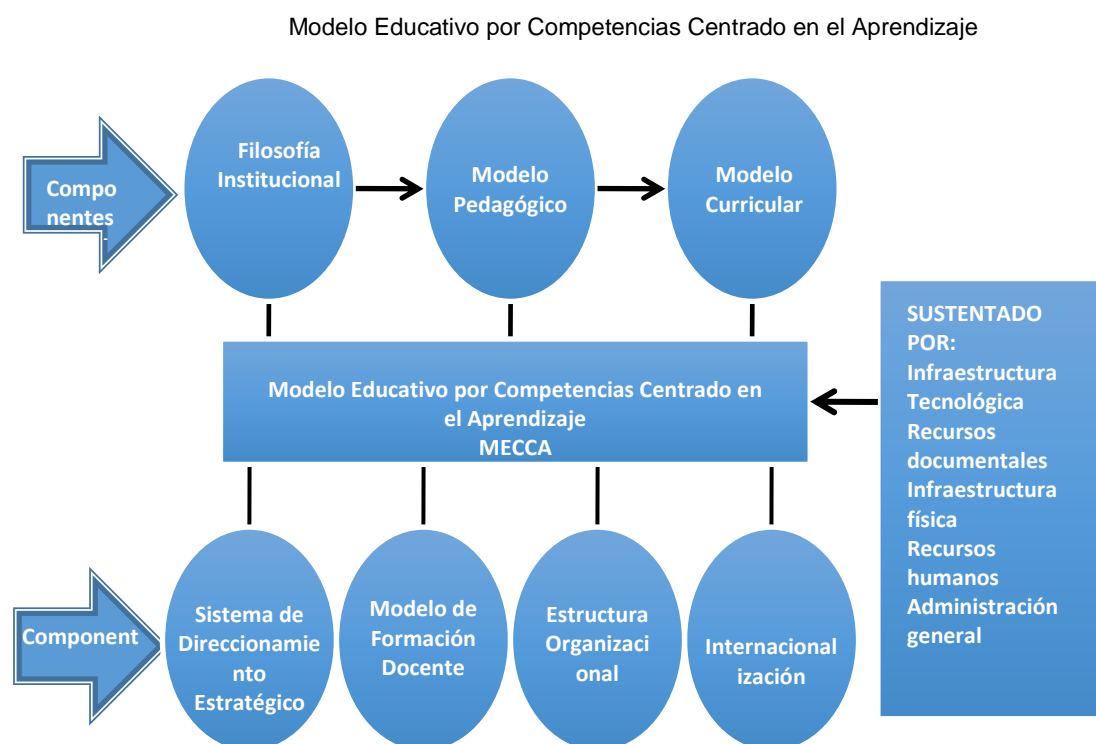 Modelo Educativo por Competencias Centrado en el Aprendizaje
Compo
nentes
Filosofía
Institucional
Modelo
Pedagógico
Modelo
Curricular
SUSTENTADO
POR:
Infraestructura
Tecnológica
Recursos
documentales
Infraestructura
física
Recursos
humanos
Administración
general
Modelo Educativo por Competencias Centrado en
el Aprendizaje
MECCA
Component
Sistema de
Direccionamie
nto
Estratégico
Modelo de
Formación
Docente
Estructura
Organizaci
onal
Internacional
ización